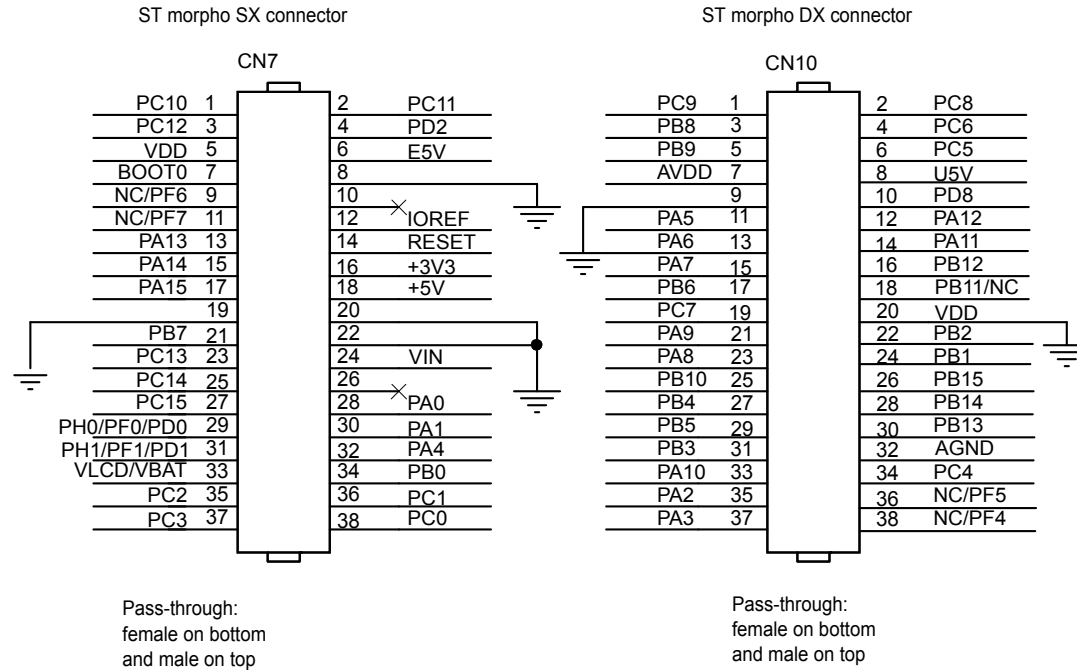 ST morpho SX connector
ST morpho DX connector
CN7
CN10
PC10 1 2 PC11
PC12 3 4 PD2
VDD 5 6 E5V
BOOT0 7 8
NC/PF6 9 10
NC/PF7 11 12 IOREF
PA13 13 14 RESET
PA14 15 16 +3V3
PA15 17 18 +5V
19 20
PB7 21 22
PC13 23 24 VIN
PC14 25 26
PC15 27 28 PA0
PH0/PF0/PD0 29 30 PA1
PH1/PF1/PD1 31 32 PA4
VLCD/VBAT 33 34 PB0
PC2 35 36 PC1
PC3 37 38 PC0
PC9 1 2 PC8
PB8 3 4 PC6
PB9 5 6 PC5
AVDD 7 8 U5V
9 10 PD8
PA5 11 12 PA12
PA6 13 14 PA11
PA7 15 16 PB12
PB6 17 18 PB11/NC
PC7 19 20 VDD
PA9 21 22 PB2
PA8 23 24 PB1
PB10 25 26 PB15
PB4 27 28 PB14
PB5 29 30 PB13
PB3 31 32 AGND
PA10 33 34 PC4
PA2 35 36 NC/PF5
PA3 37 38 NC/PF4
Pass-through:
female on bottom
and male on top
Pass-through:
female on bottom
and male on top